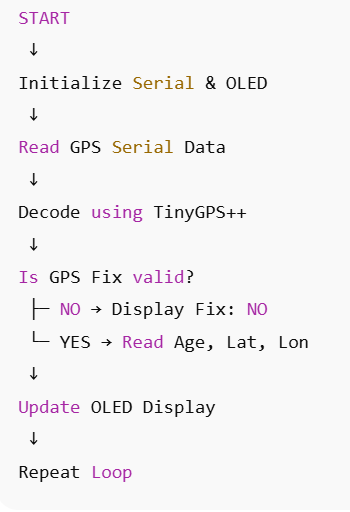 START
↓
Initialize Serial & OLED
↓
Read GPS Serial Data
↓
Decode using TinyGPS++
↓
Is GPS Fix valid?
├─ NO → Display Fix: NO
└─ YES → Read Age, Lat, Lon
↓
Update OLED Display
↓
Repeat Loop